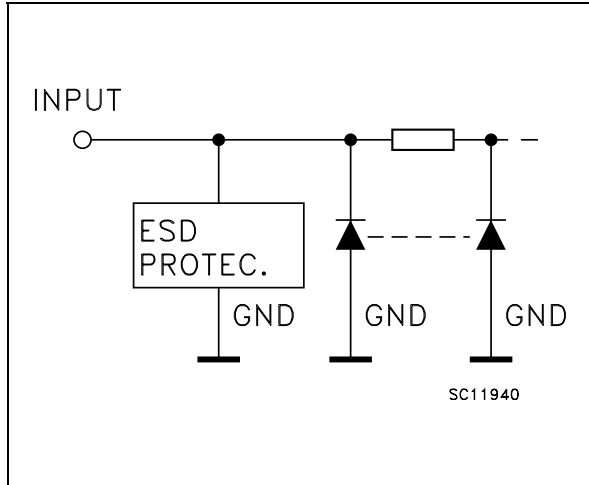 INPUT
ESD
PROTEC.
GND
GND
GND
SC11940